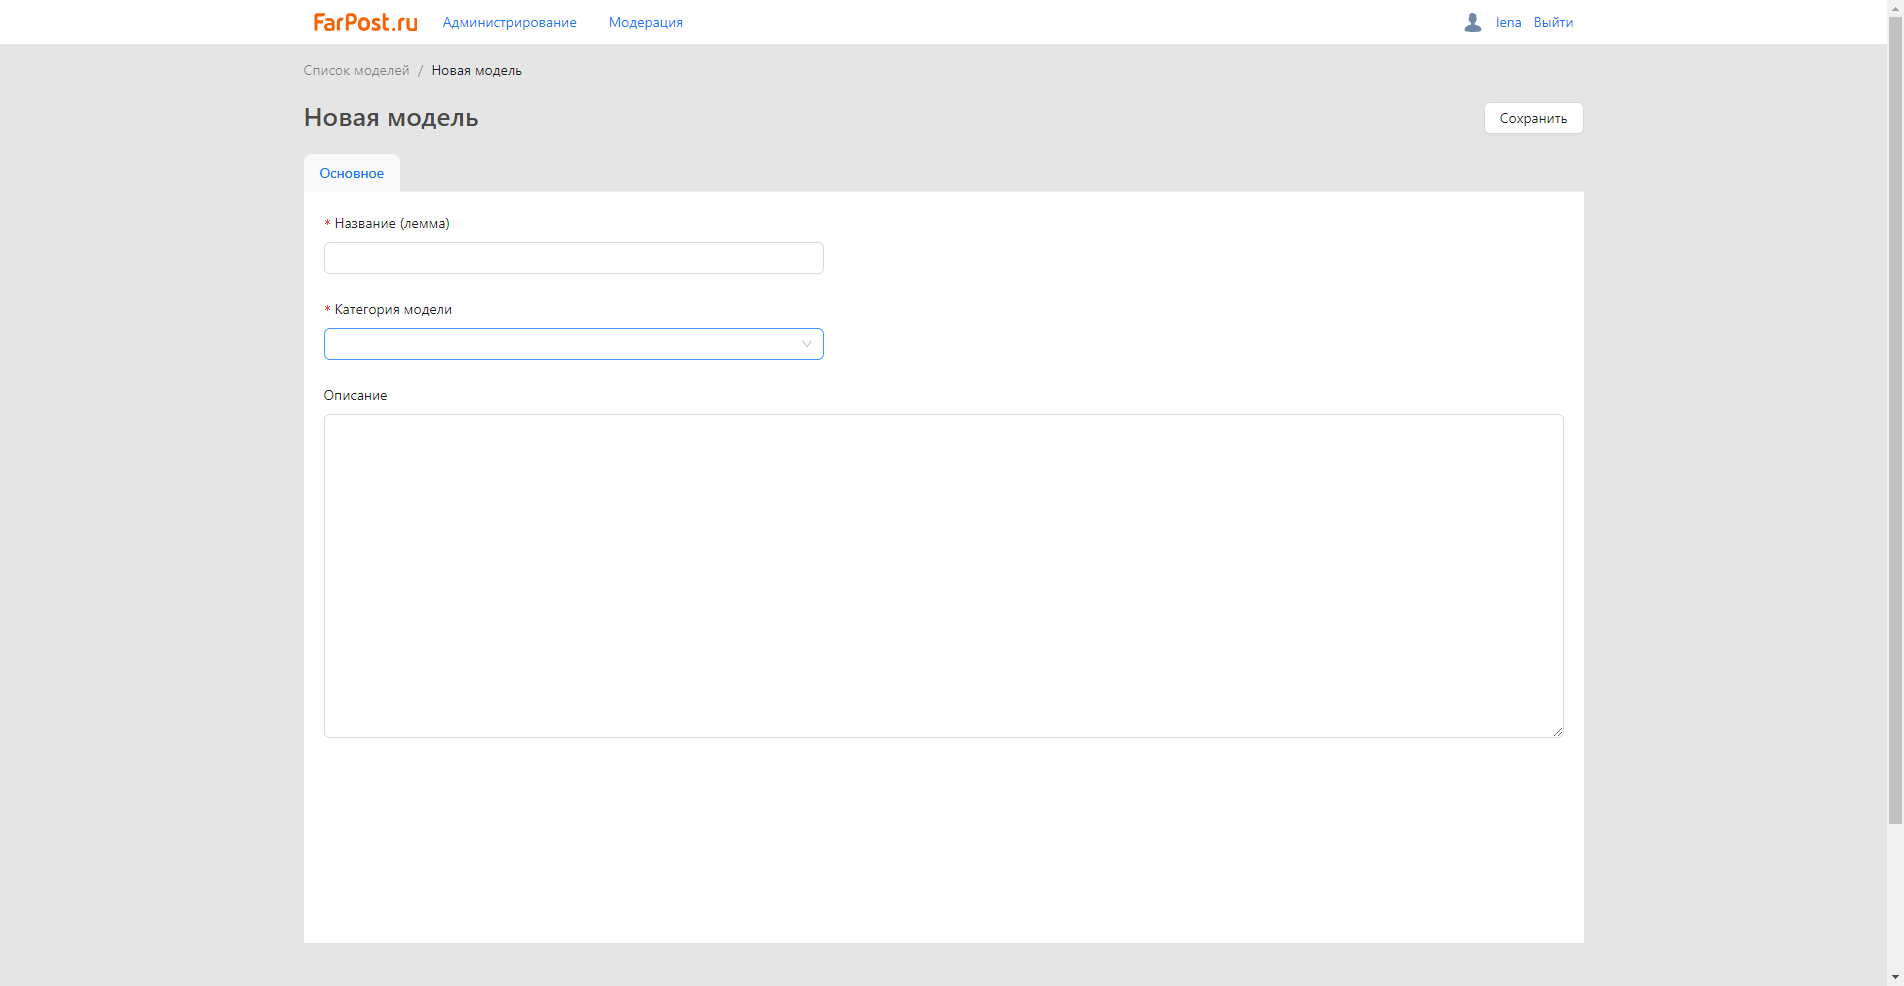 FarPost.ru Администрирование Модерация lena Выйти
Список моделей / Новая модель
Новая модель Сохранить
Основное
* Название (лемма)
* Категория модели
Описание